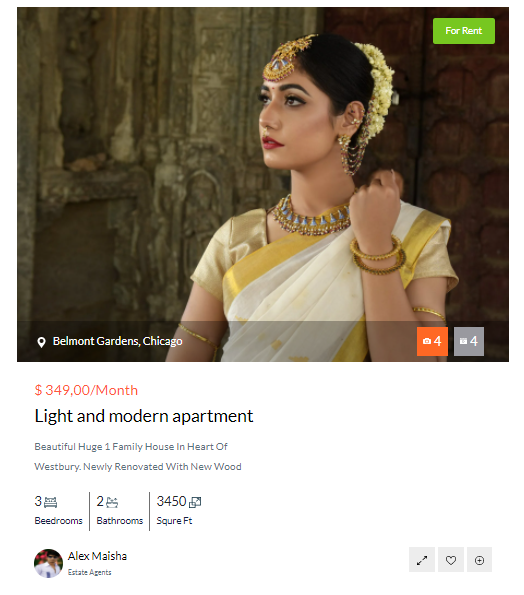 For Rent
Belmont Gardens, Chicago
4
4
$ 349,00/Month
Light and modern apartment
Beautiful Huge 1 Family House In Heart Of
Westbury. Newly Renovated With New Wood
3
2
3450
Beedrooms
Bathrooms
Squre Ft
Alex Maisha
Estate Agents